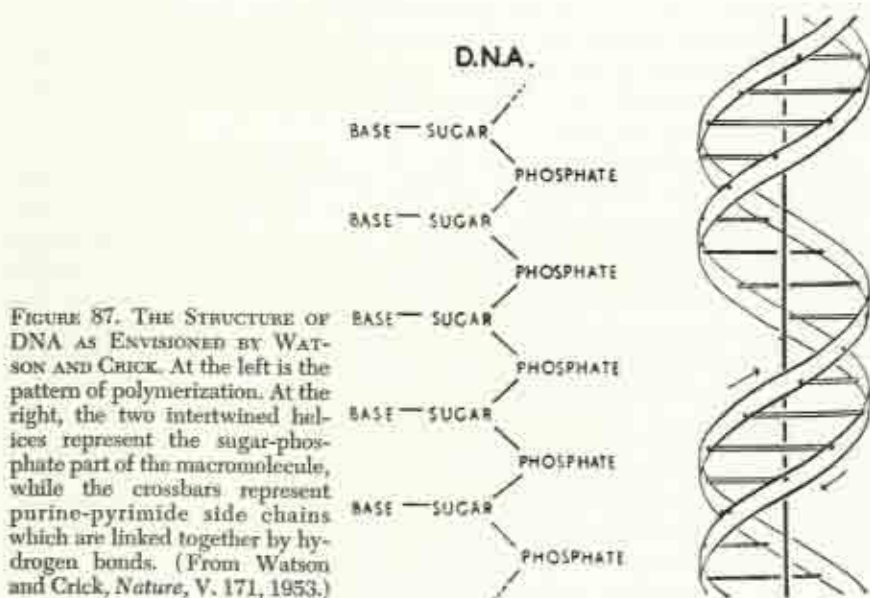 D.N.A.
BASE — SUGAR
PHOSPHATE
BASE — SUGAR
PHOSPHATE
BASE — SUGAR
PHOSPHATE
BASE — SUGAR
PHOSPHATE
BASE — SUGAR
PHOSPHATE
FIGURE 87. THE STRUCTURE OF
DNA AS ENVISIONED BY WAT-
SON AND CRICK. At the left is the
pattern of polymerization. At the
right, the two intertwined hel-
ices represent the sugar-phos-
phate part of the macromolecule,
while the crossbars represent
purine-pyrimide side chains
which are linked together by hy-
drogen bonds. (From Watson
and Crick, Nature, V. 171, 1953.)